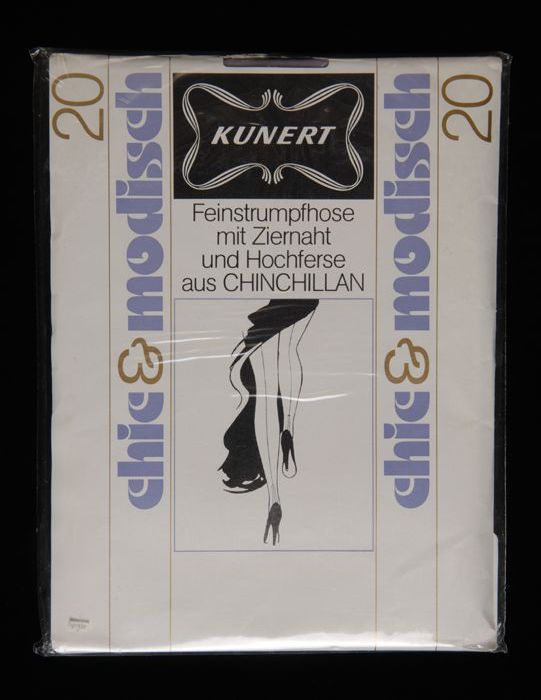 20
chic & modisch
KUNERT
Feinstrumpfhose
mit Ziernaht
und Hochferse
aus CHINCHILLAN
20
chic & modisch